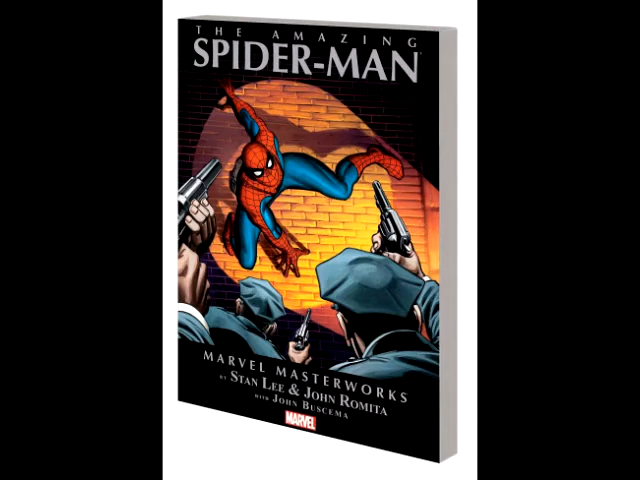 THE AMAZING
SPIDER-MAN
MARVEL MASTERWORKS
BY STAN LEE & JOHN ROMITA
WITH JOHN BUSCEMA
MARVEL